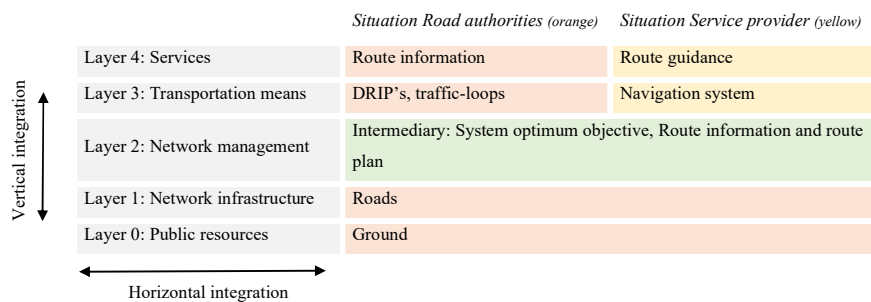 Situation Road authorities (orange) Situation Service provider (yellow)
Layer 4: Services Route information Route guidance
Layer 3: Transportation means DRIP's, traffic-loops Navigation system
Layer 2: Network management Intermediary: System optimum objective, Route information and route
plan
Layer 1: Network infrastructure Roads
Layer 0: Public resources Ground
Vertical integration
Horizontal integration